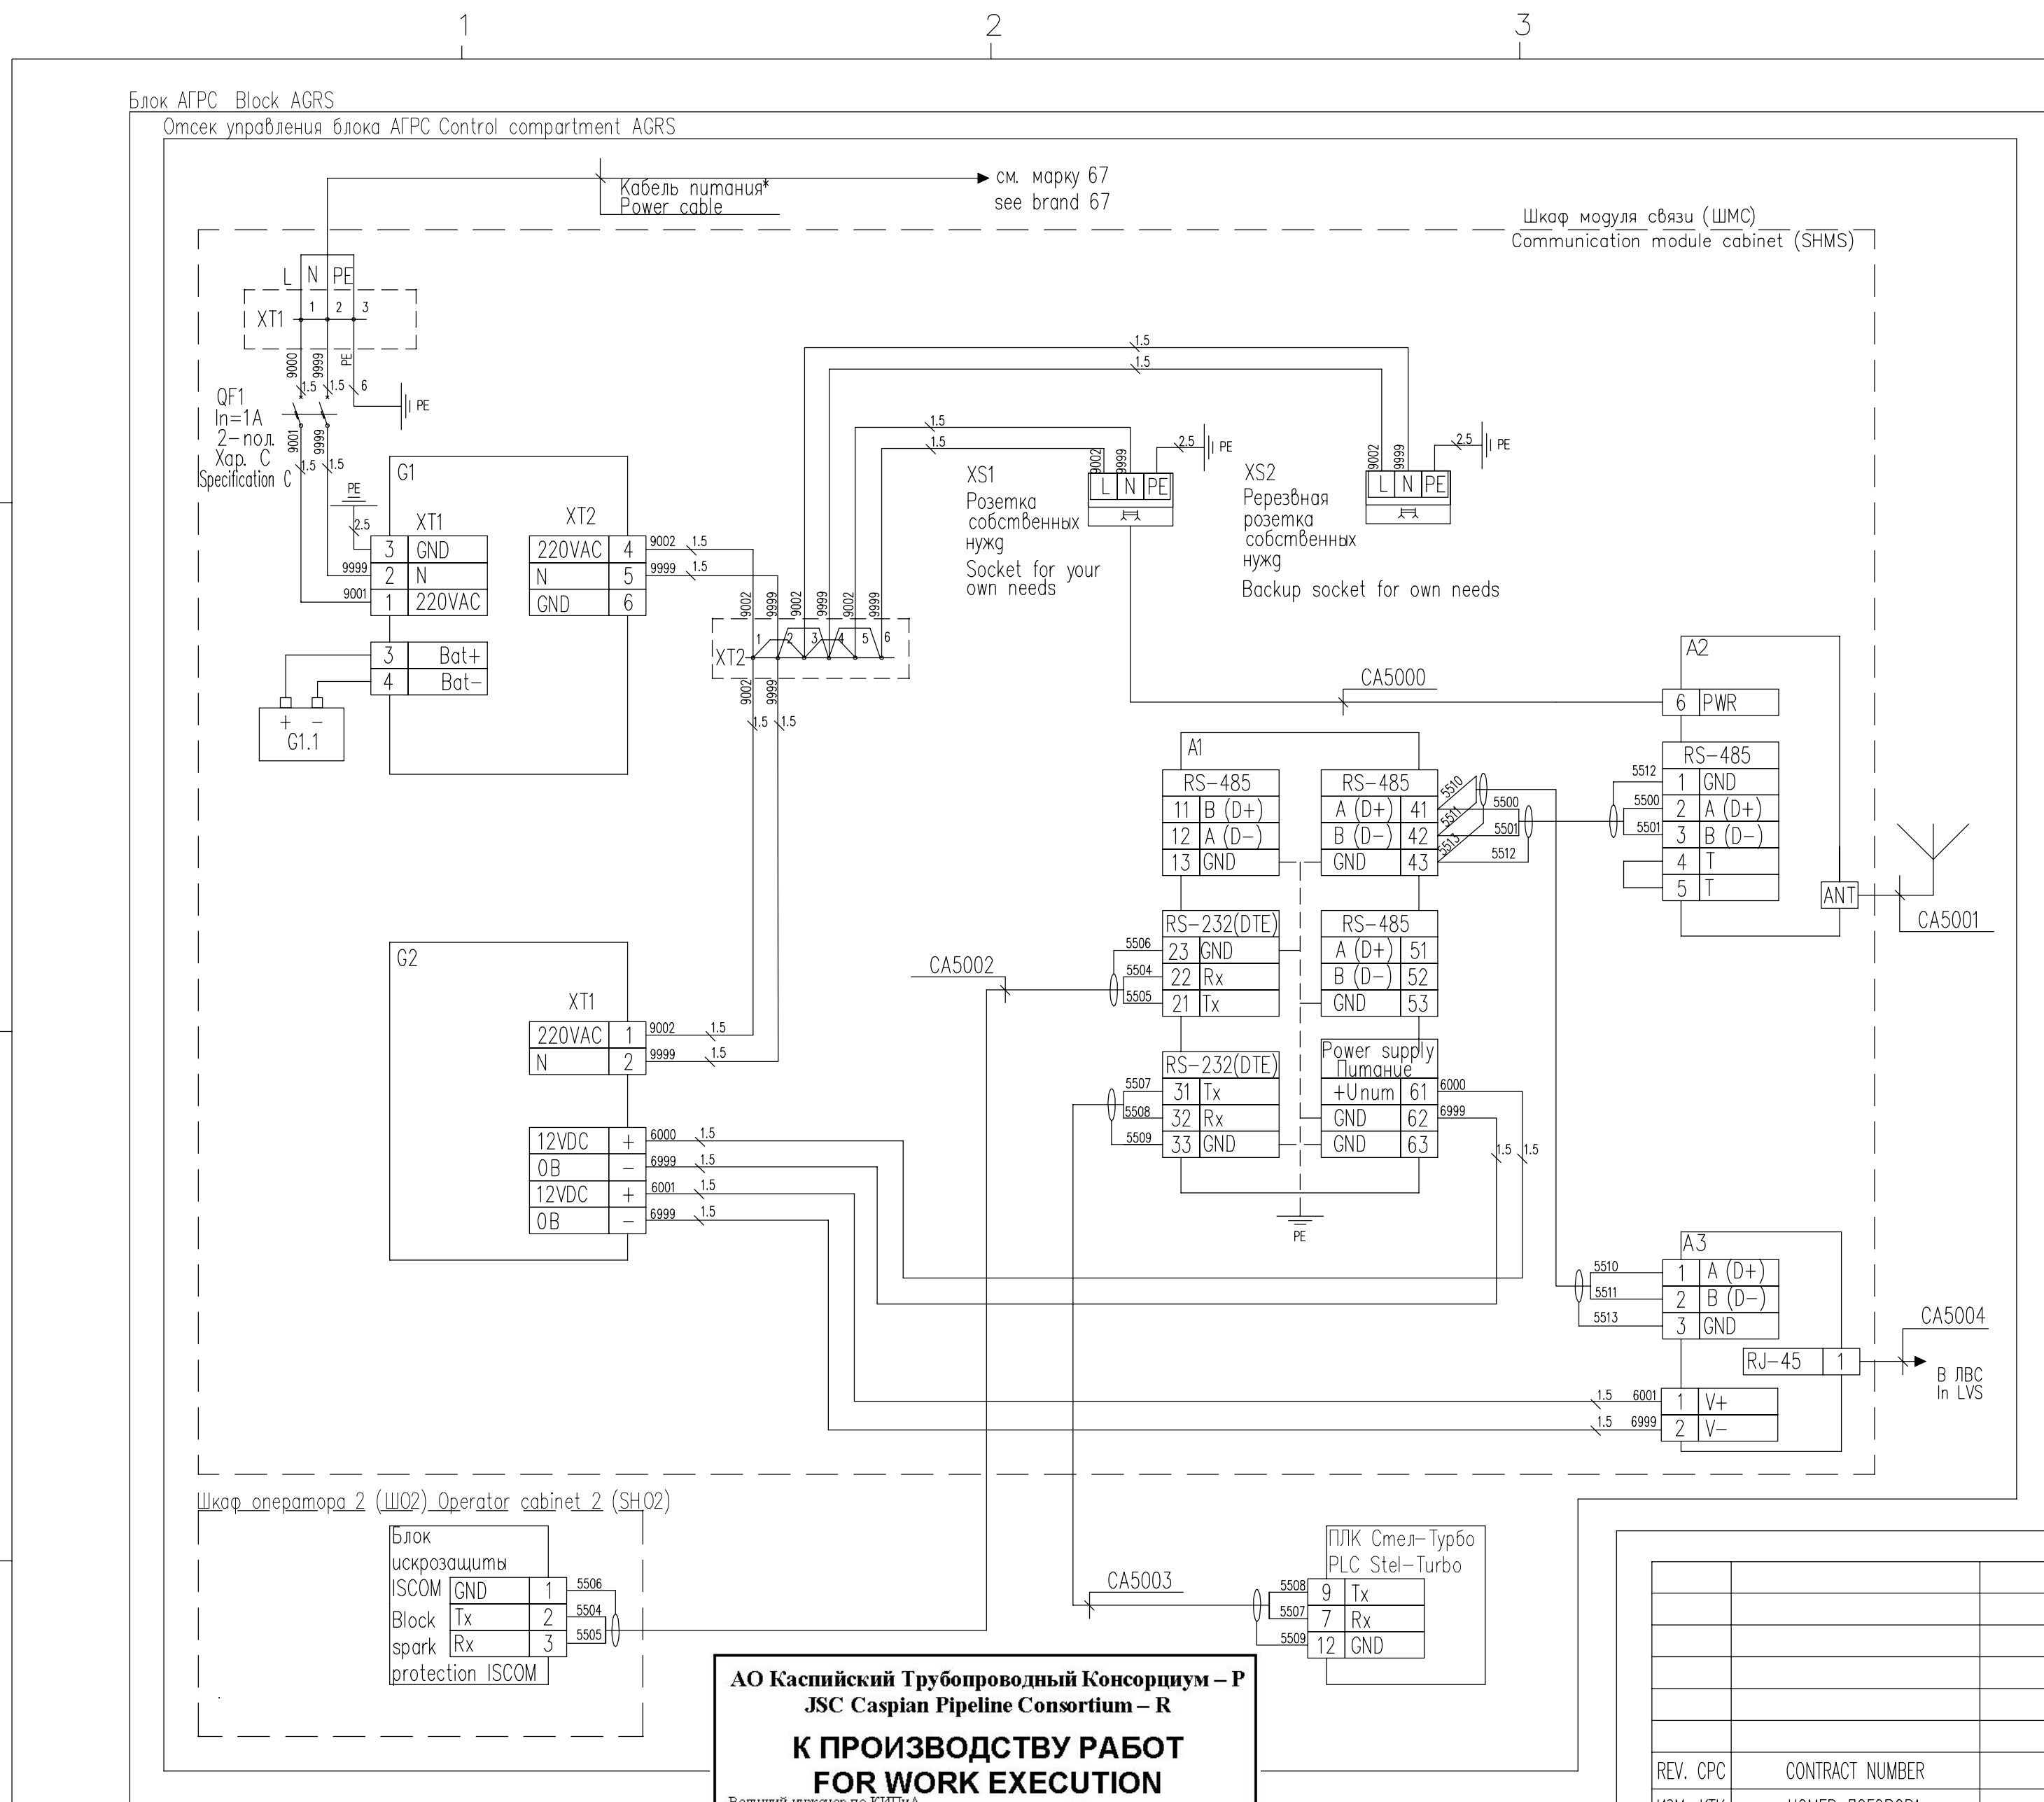 1
2
3
Блок АГРС Block AGRS
Отсек управления блока АГРС Control compartment AGRS
Кабель питания*
Power cable
см. марку 67
see brand 67
Шкаф модуля связи (ШМС)
Communication module cabinet (SHMS)
L N PE
XT1
1 2 3
9000 9999 PE
1.5 1.5 6
PE
QF1
In=1A
2-пол.
Хар. С
Specification C
9001 9999
1.5 1.5
G1
PE
2.5
XT1
3 GND
9999 2 N
9001 1 220VAC
3 Bat+
4 Bat-
+ -
G1.1
XT2
220VAC 4 9002 1.5
N 5 9999 1.5
GND 6
9002 9999 9002 9999 9002 9999
XT2
1 2 3 4 5 6
9002 9999
1.5 1.5
1.5
1.5
1.5
1.5
XS1
Розетка
собственных
нужд
Socket for your
own needs
9002 9999
L N PE
2.5 PE
XS2
Ререзвная
розетка
собственных
нужд
Backup socket for own needs
9002 9999
L N PE
2.5 PE
CA5000
A2
6 PWR
RS-485
5512 1 GND
5500 2 A (D+)
5501 3 B (D-)
4 T
5 T
ANT
CA5001
A1
RS-485
11 B (D+)
12 A (D-)
13 GND
RS-485
A (D+) 41
B (D-) 42
GND 43
5510
5511
5513
5500
5501
5512
RS-232(DTE)
5506 23 GND
5504 22 Rx
5505 21 Tx
CA5002
RS-485
A (D+) 51
B (D-) 52
GND 53
RS-232(DTE)
5507 31 Tx
5508 32 Rx
5509 33 GND
Power supply
Питание
+Uпит 61 6000
GND 62 6999
GND 63
1.5 1.5
PE
G2
XT1
220VAC 1 9002 1.5
N 2 9999 1.5
12VDC + 6000 1.5
0В - 6999 1.5
12VDC + 6001 1.5
0В - 6999 1.5
A3
5510 1 A (D+)
5511 2 B (D-)
5513 3 GND
RJ-45 1
CA5004
В ЛВС
In LVS
1.5 6001 1 V+
1.5 6999 2 V-
Шкаф оператора 2 (ШО2) Operator cabinet 2 (SHO2)
Блок
искрозащиты
ISCOM
Block
spark
protection ISCOM
GND 1 5506
Tx 2 5504
Rx 3 5505
ПЛК Стел-Турбо
PLC Stel-Turbo
CA5003
5508 9 Tx
5507 7 Rx
5509 12 GND
АО Каспийский Трубопроводный Консорциум – Р
JSC Caspian Pipeline Consortium – R
К ПРОИЗВОДСТВУ РАБОТ
FOR WORK EXECUTION
REV. CPC CONTRACT NUMBER